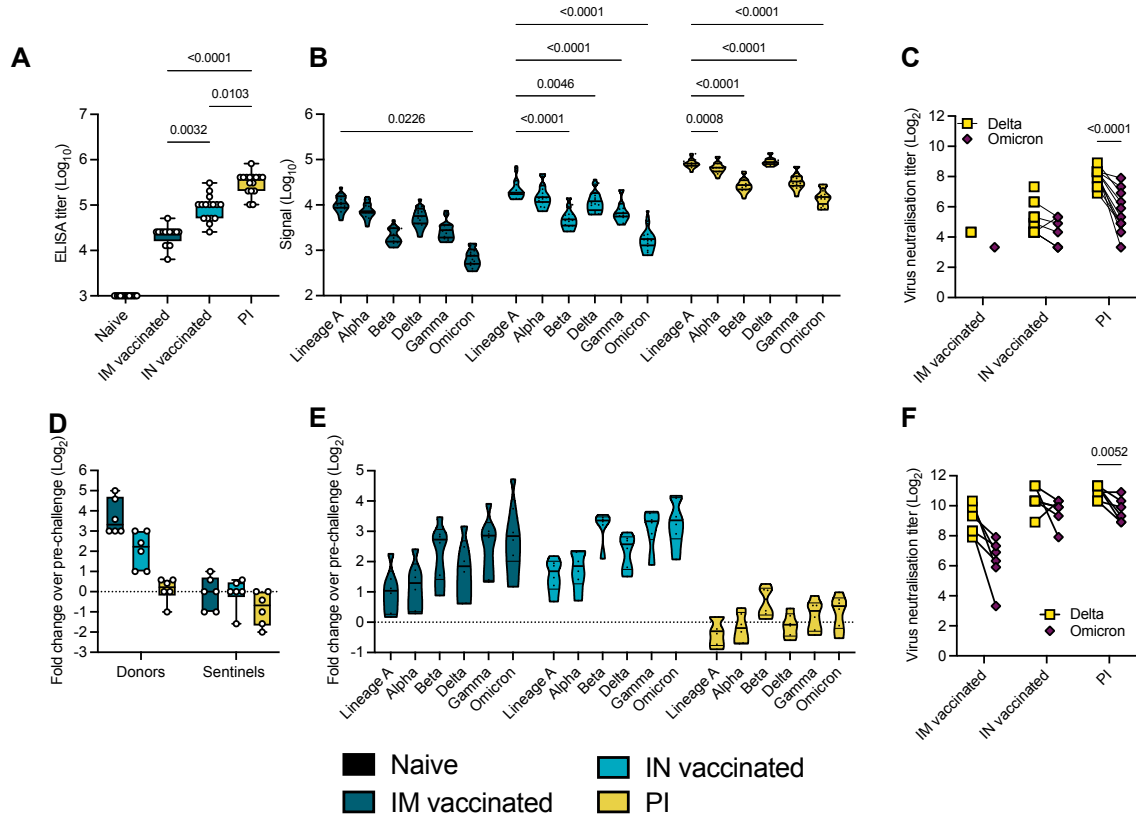 A
ELISA titer (Log10)
7
6
5
4
3
<0.0001
0.0103
0.0032
Naive
IM vaccinated
IN vaccinated
PI
B
Signal (Log10)
6
5
4
3
2
<0.0001
<0.0001
0.0046
<0.0001
0.0226
<0.0001
<0.0001
<0.0001
0.0008
Lineage A
Alpha
Beta
Delta
Gamma
Omicron
Lineage A
Alpha
Beta
Delta
Gamma
Omicron
Lineage A
Alpha
Beta
Delta
Gamma
Omicron
C
Virus neutralisation titer (Log2)
12
10
8
6
4
2
0
Delta
Omicron
<0.0001
IM vaccinated
IN vaccinated
PI
D
Fold change over pre-challenge (Log2)
6
5
4
3
2
1
0
-1
-2
-3
Donors
Sentinels
E
Fold change over pre-challenge (Log2)
5
4
3
2
1
0
-1
Lineage A
Alpha
Beta
Delta
Gamma
Omicron
Lineage A
Alpha
Beta
Delta
Gamma
Omicron
Lineage A
Alpha
Beta
Delta
Gamma
Omicron
F
Virus neutralisation titer (Log2)
12
10
8
6
4
2
0
0.0052
Delta
Omicron
IM vaccinated
IN vaccinated
PI
Naive
IN vaccinated
IM vaccinated
PI